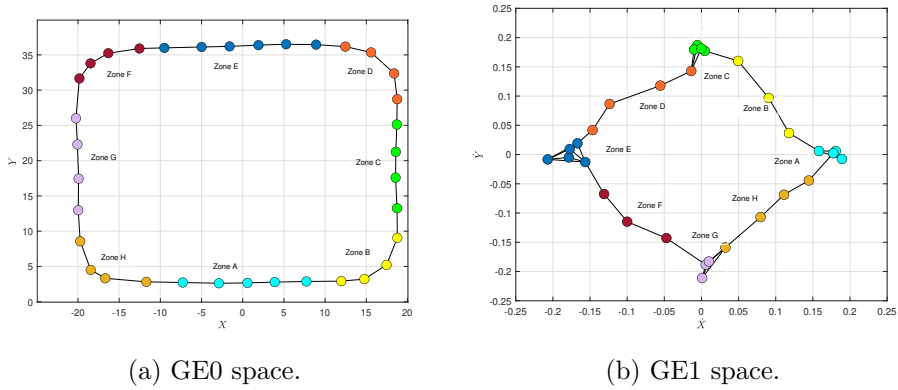 35
30
25
20
15
10
5
0
Y
-20 -15 -10 -5 0 5 10 15 20
X
Zone F
Zone E
Zone D
Zone G
Zone C
Zone H
Zone A
Zone B
0.25
0.2
0.15
0.1
0.05
0
-0.05
-0.1
-0.15
-0.2
-0.25
Ẏ
-0.25 -0.2 -0.15 -0.1 -0.05 0 0.05 0.1 0.15 0.2 0.25
Ẋ
Zone C
Zone D
Zone B
Zone E
Zone A
Zone F
Zone H
Zone G
(a) GE0 space.
(b) GE1 space.